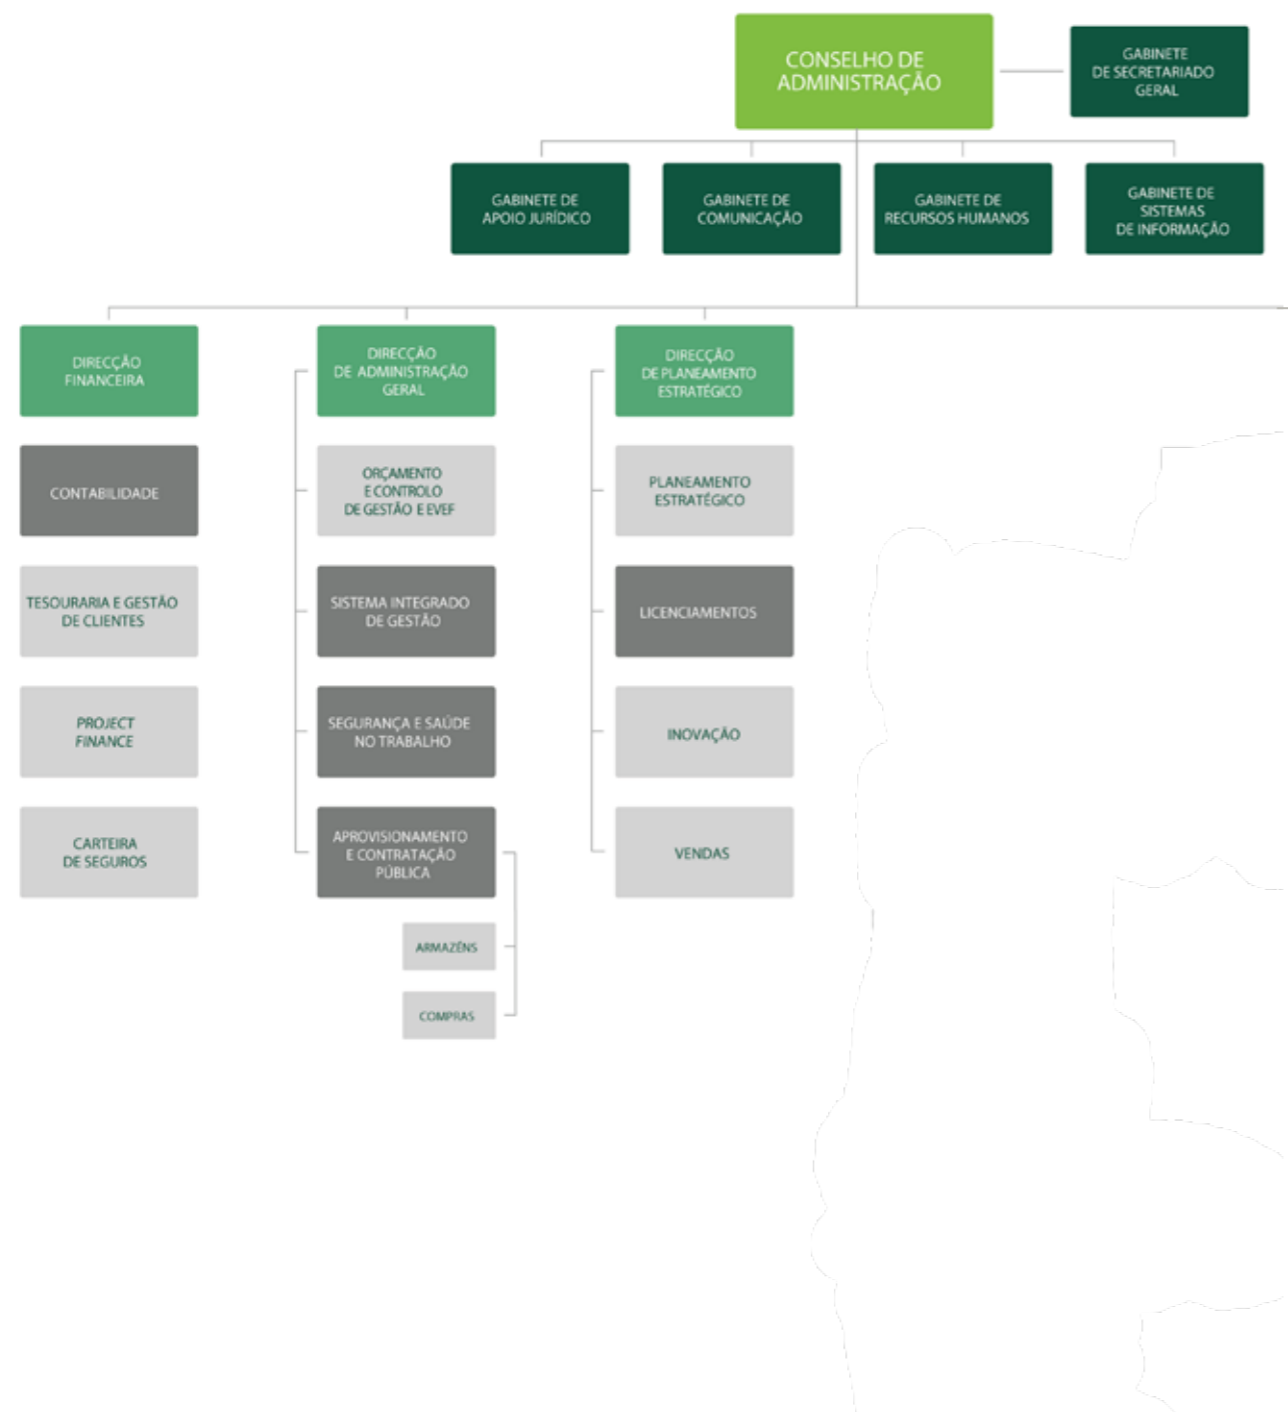 CONSELHO DE
ADMINISTRAÇÃO
GABINETE
DE SECRETARIADO
GERAL
GABINETE DE
APOIO JURÍDICO
GABINETE DE
COMUNICAÇÃO
GABINETE DE
RECURSOS HUMANOS
GABINETE DE
SISTEMAS
DE INFORMAÇÃO
DIRECÇÃO
FINANCEIRA
CONTABILIDADE
TESOURARIA E GESTÃO
DE CLIENTES
PROJECT
FINANCE
CARTEIRA
DE SEGUROS
DIRECÇÃO
DE ADMINISTRAÇÃO
GERAL
ORÇAMENTO
E CONTROLO
DE GESTÃO E EVEF
SISTEMA INTEGRADO
DE GESTÃO
SEGURANÇA E SAÚDE
NO TRABALHO
APROVISIONAMENTO
E CONTRATAÇÃO
PÚBLICA
ARMAZÉNS
COMPRAS
DIRECÇÃO
DE PLANEAMENTO
ESTRATÉGICO
PLANEAMENTO
ESTRATÉGICO
LICENCIAMENTOS
INOVAÇÃO
VENDAS